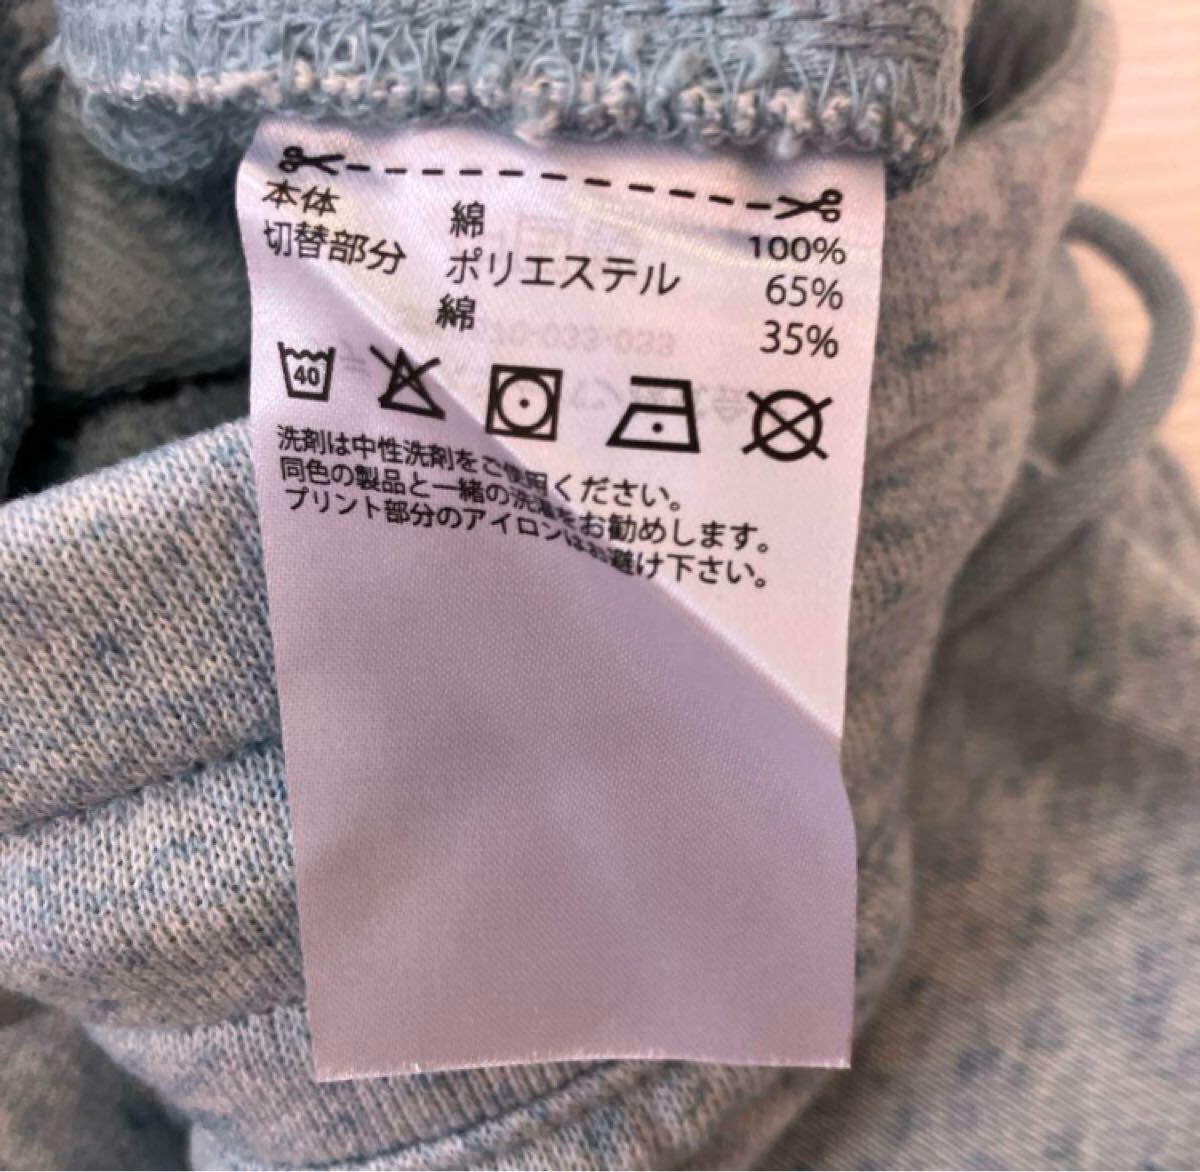 本体 綿 100%
切替部分 ポリエステル 65%
綿 35%
40
洗剤は中性洗剤をご使用ください。
同色の製品と一緒の洗濯をお勧めします。
プリント部分のアイロンはお避け下さい。